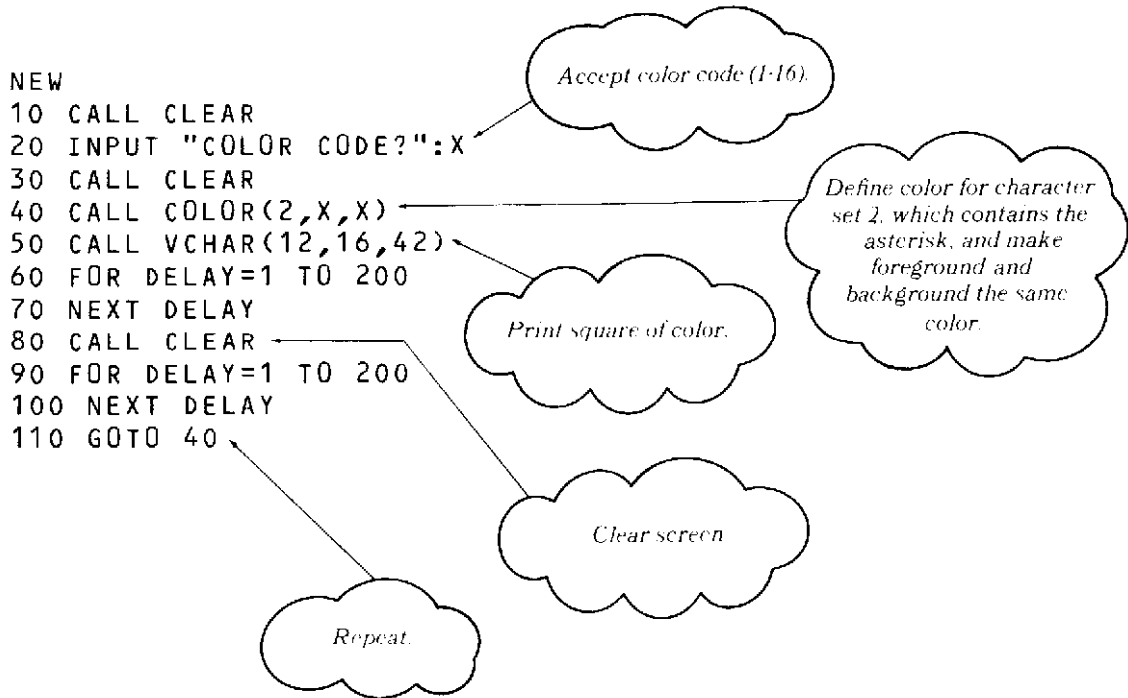 NEW
10 CALL CLEAR
20 INPUT "COLOR CODE?":X
30 CALL CLEAR
40 CALL COLOR(2,X,X)
50 CALL VCHAR(12,16,42)
60 FOR DELAY=1 TO 200
70 NEXT DELAY
80 CALL CLEAR
90 FOR DELAY=1 TO 200
100 NEXT DELAY
110 GOTO 40
Accept color code (1-16).
Define color for character
set 2, which contains the
asterisk, and make
foreground and
background the same
color.
Print square of color.
Clear screen
Repeat.